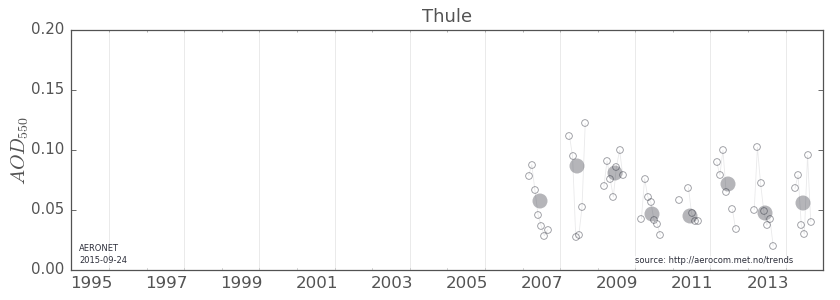 Thule
0.20
0.15
0.10
0.05
0.00
AOD550
AERONET
2015-09-24
source: http://aerocom.met.no/trends
1995 1997 1999 2001 2003 2005 2007 2009 2011 2013